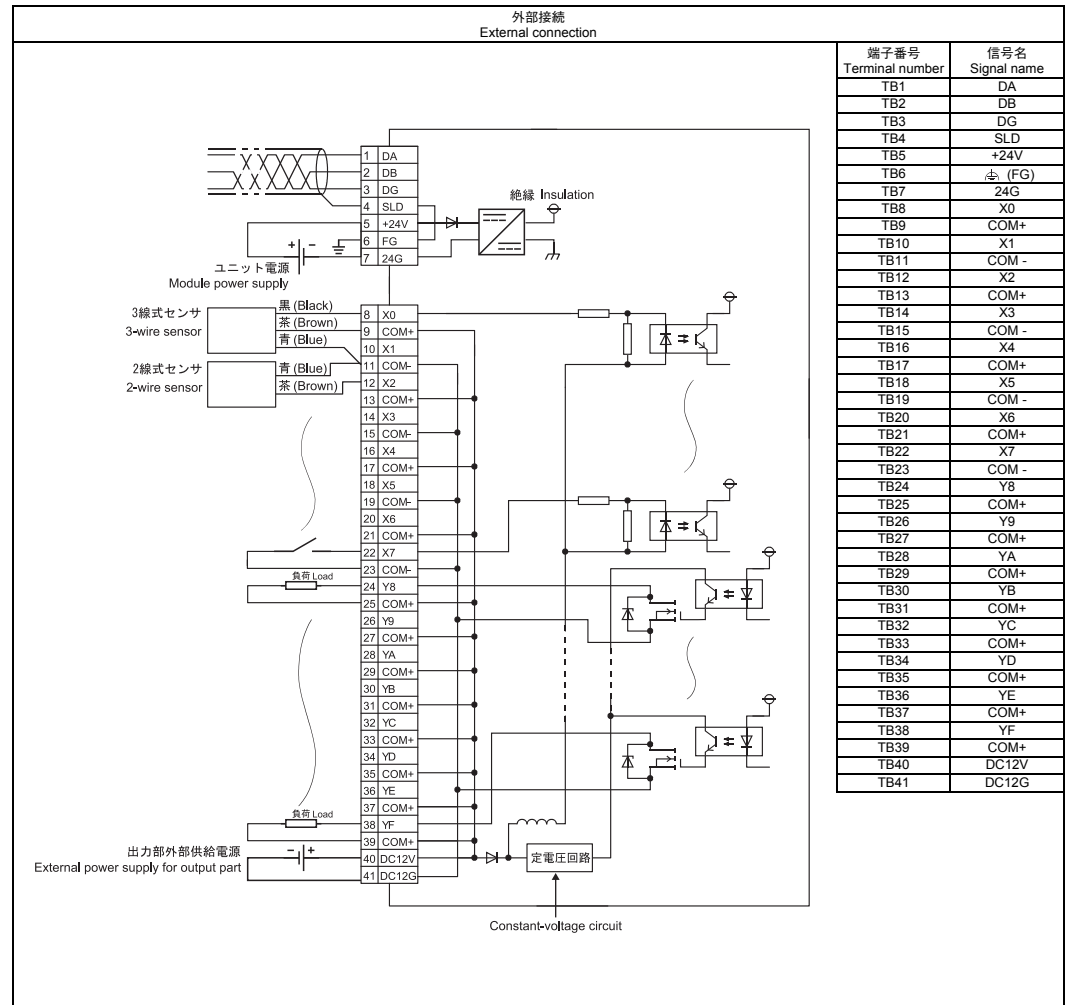 外部接続
External connection
端子番号 信号名
Terminal number Signal name
TB1 DA
TB2 DB
TB3 DG
TB4 SLD
TB5 +24V
TB6 (FG)
TB7 24G
TB8 X0
TB9 COM+
TB10 X1
TB11 COM -
TB12 X2
TB13 COM+
TB14 X3
TB15 COM -
TB16 X4
TB17 COM+
TB18 X5
TB19 COM -
TB20 X6
TB21 COM+
TB22 X7
TB23 COM -
TB24 Y8
TB25 COM+
TB26 Y9
TB27 COM+
TB28 YA
TB29 COM+
TB30 YB
TB31 COM+
TB32 YC
TB33 COM+
TB34 YD
TB35 COM+
TB36 YE
TB37 COM+
TB38 YF
TB39 COM+
TB40 DC12V
TB41 DC12G
1 DA
2 DB
3 DG
4 SLD
5 +24V
6 FG
7 24G
絶縁 Insulation
+ -
ユニット電源
Module power supply
3線式センサ
3-wire sensor
黒 (Black)
茶 (Brown)
青 (Blue)
2線式センサ
2-wire sensor
青 (Blue)
茶 (Brown)
8 X0
9 COM+
10 X1
11 COM-
12 X2
13 COM+
14 X3
15 COM-
16 X4
17 COM+
18 X5
19 COM-
20 X6
21 COM+
22 X7
23 COM-
24 Y8
25 COM+
26 Y9
27 COM+
28 YA
29 COM+
30 YB
31 COM+
32 YC
33 COM+
34 YD
35 COM+
36 YE
37 COM+
38 YF
39 COM+
40 DC12V
41 DC12G
負荷 Load
負荷 Load
出力部外部供給電源
External power supply for output part
- +
定電圧回路
Constant-voltage circuit